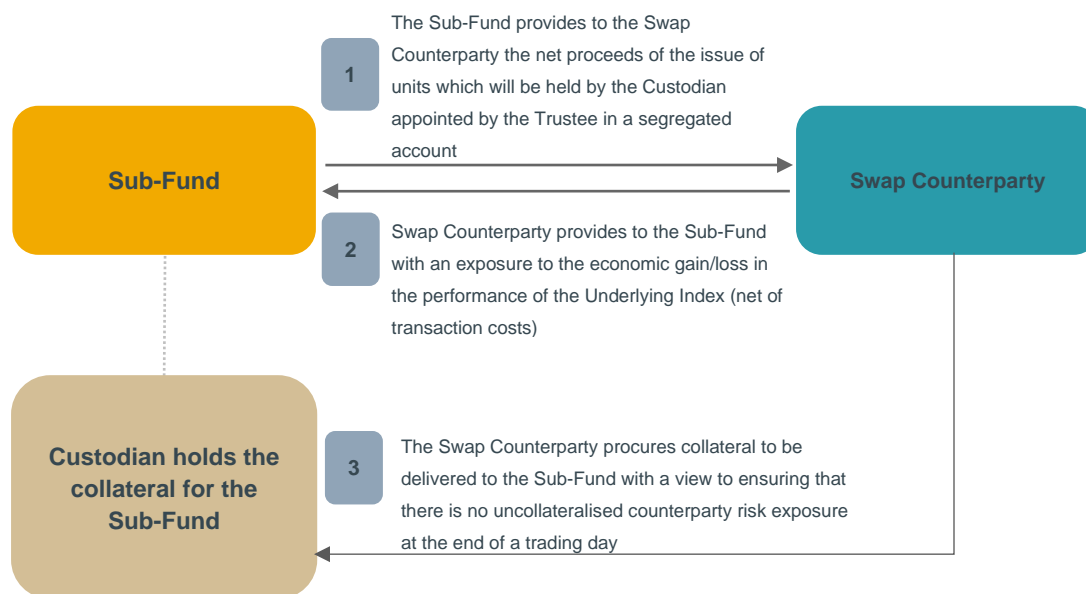 The Sub-Fund provides to the Swap
Counterparty the net proceeds of the issue of
1
units which will be held by the Custodian
appointed by the Trustee in a segregated
account
Sub-Fund
Swap Counterparty
2
Swap Counterparty provides to the Sub-Fund
with an exposure to the economic gain/loss in
the performance of the Underlying Index (net of
transaction costs)
Custodian holds the
collateral for the
Sub-Fund
3
The Swap Counterparty procures collateral to be
delivered to the Sub-Fund with a view to ensuring that
there is no uncollateralised counterparty risk exposure
at the end of a trading day